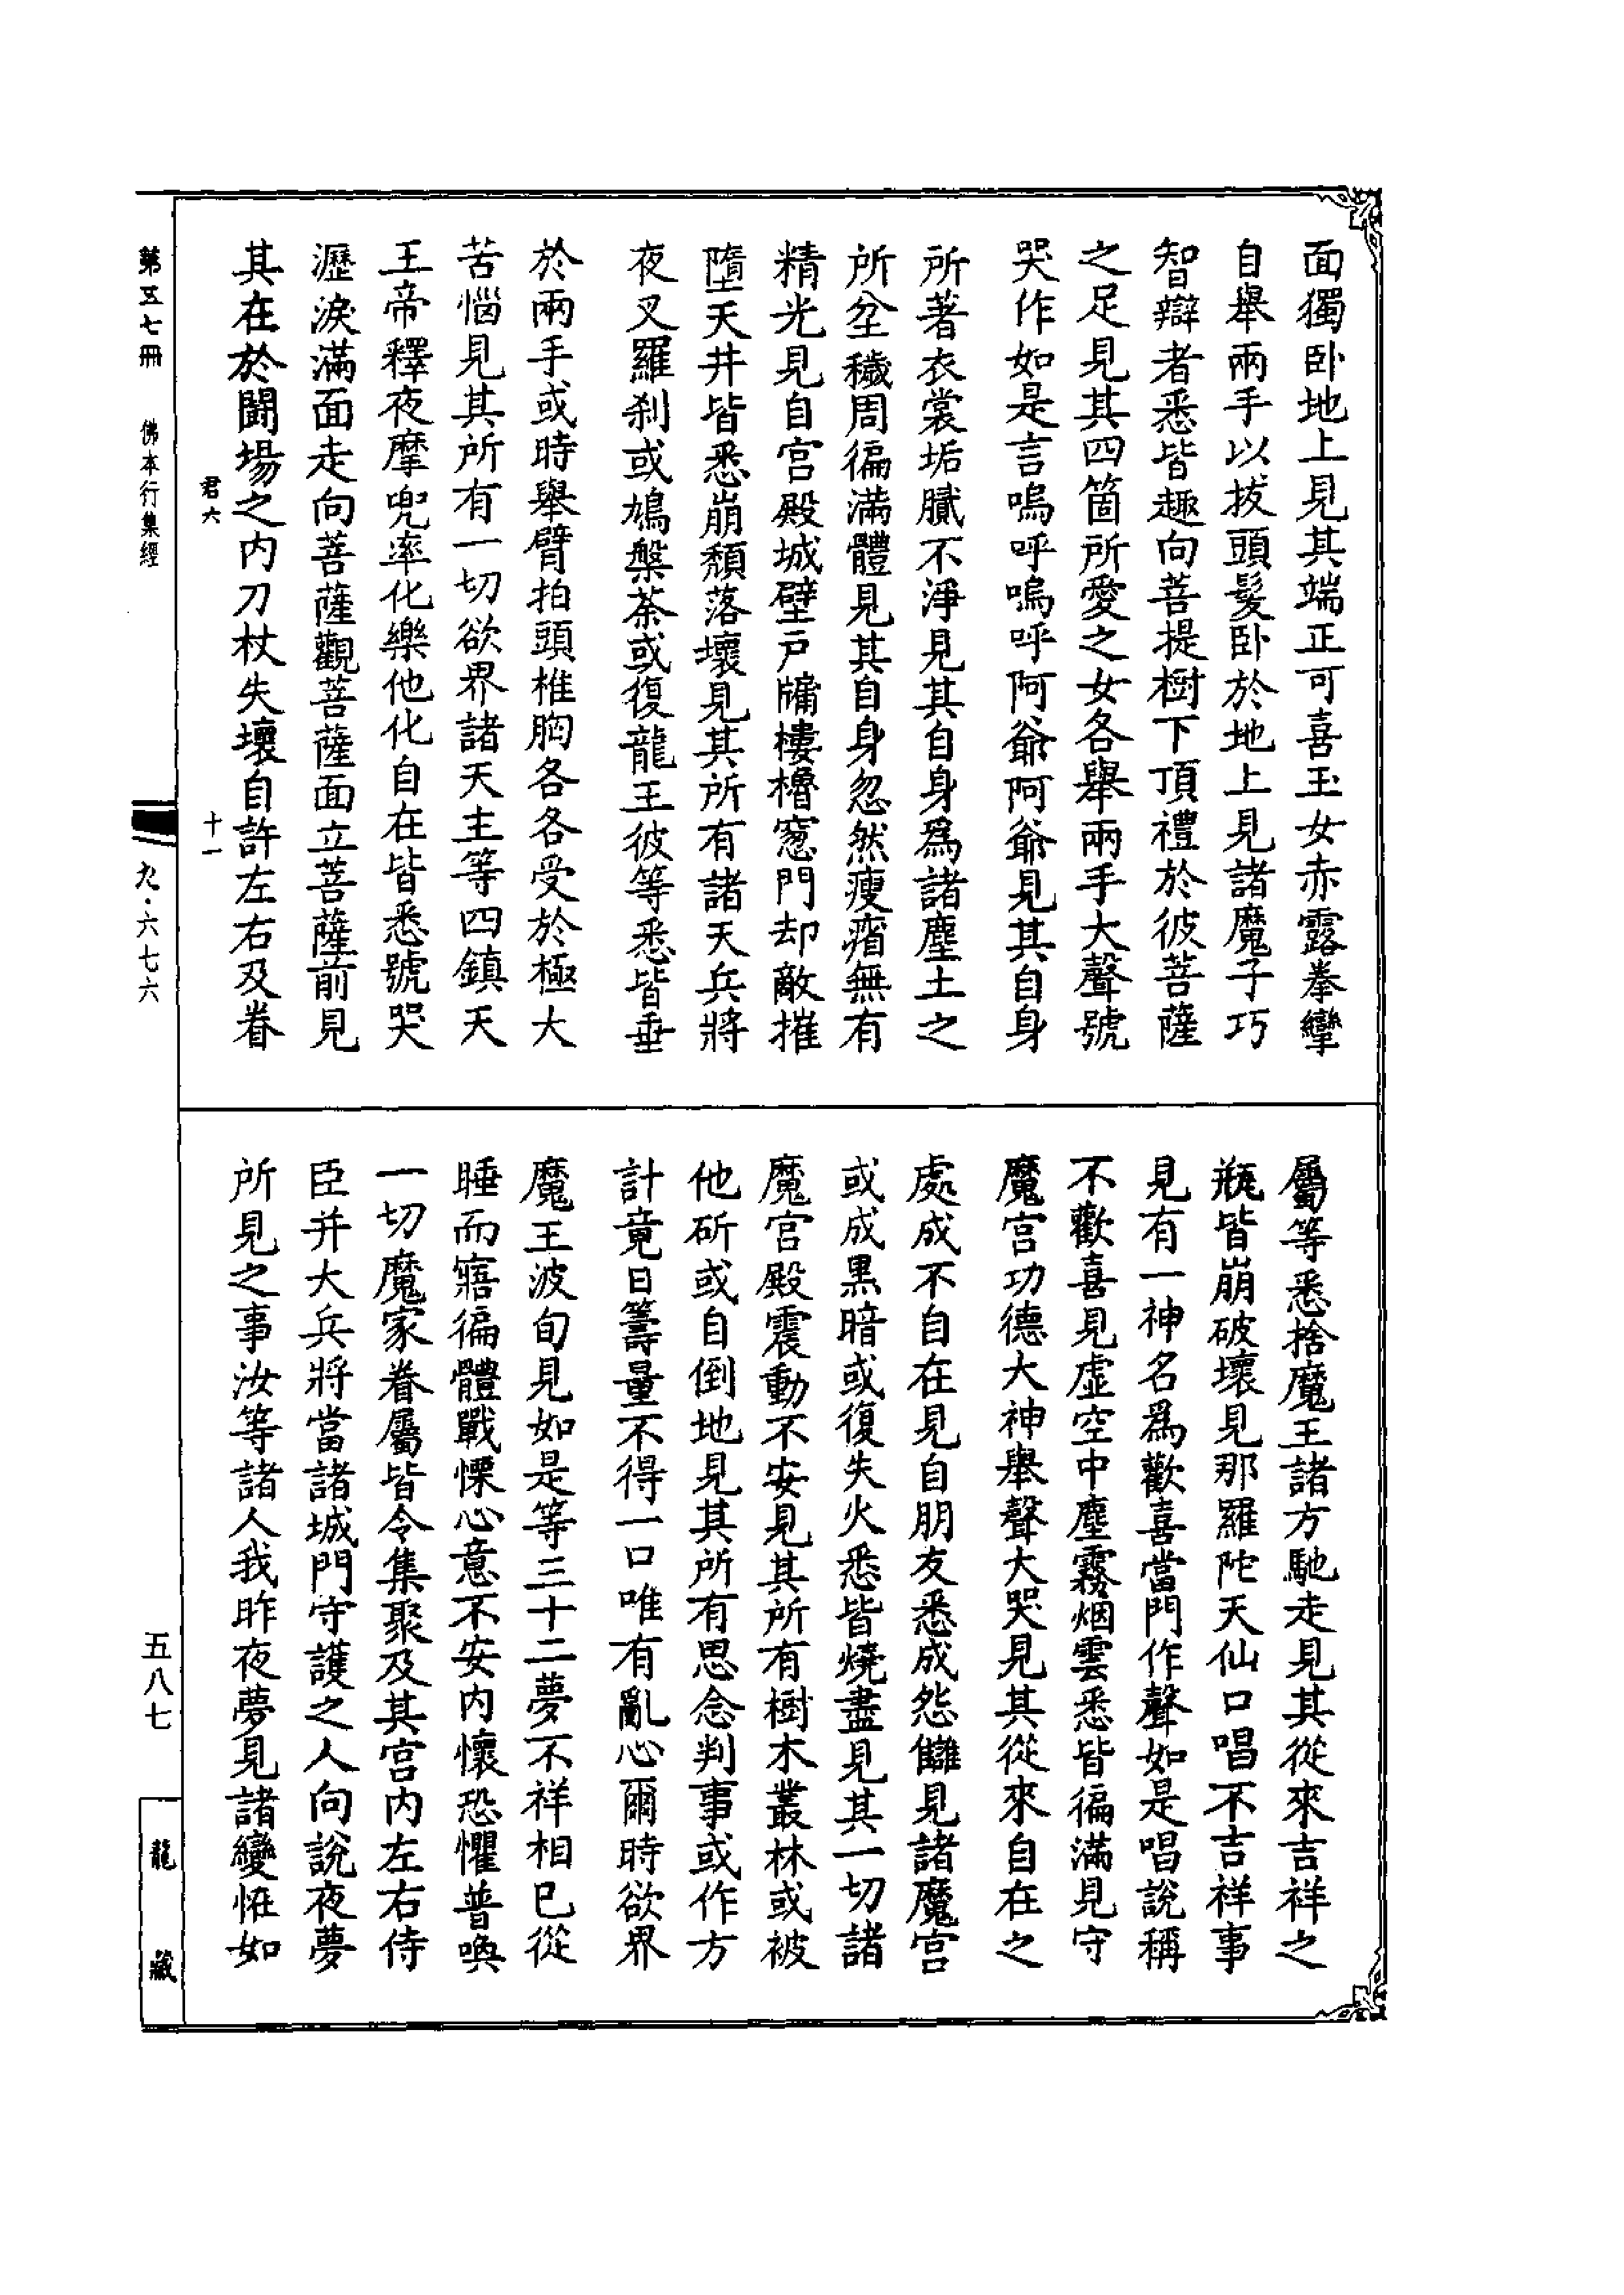 面獨卧地上見其端正可喜玉女赤露拳攣
自舉兩手以拔頭髮卧於地上見諸魔子巧
智辯者悉皆趣向菩提樹下頂禮於彼菩薩
之足見其四箇所愛之女各舉兩手大聲號
哭作如是言嗚呼嗚呼阿爺阿爺見其自身
所著衣裳垢膩不淨見其自身爲諸塵土之
所坌穢周徧滿體見其自身忽然瘦㾪無有
精光見自宮殿城壁戸牗樓櫓窻門却敵摧
墮天井皆悉崩頽落壞見其所有諸天兵將
夜叉羅刹或鳩槃荼或復龍王彼等悉皆垂
於兩手或時舉臂拍頭椎胸各各受於極大
苦惱見其所有一切欲界諸天主等四鎮天
王帝釋夜摩兜率化樂他化自在皆悉號哭
瀝淚滿面走向菩薩觀菩薩面立菩薩前見
其在於鬭場之内刀杖失壞自許左右及眷
君六
十一
屬等悉捨魔王諸方馳走見其從來吉祥之
瓶皆崩破壞見那羅陀天仙口唱不吉祥事
見有一神名爲歡喜當門作聲如是唱說稱
不歡喜見虛空中塵霧烟雲悉皆徧滿見守
魔宮功德大神舉聲大哭見其從來自在之
處成不自在見自朋友悉成怨讎見諸魔宮
或成黒暗或復失火悉皆燒盡見其一切諸
魔宮殿震動不安見其所有樹木叢林或被
他斫或自倒地見其所有思念判事或作方
計竟日籌量不得一口唯有亂心爾時欲界
魔王波旬見如是等三十二夢不祥相已從
睡而寤徧體戰慄心意不安内懷恐懼普喚
一切魔家眷屬皆令集聚及其宮内左右侍
臣并大兵將當諸城門守護之人向說夜夢
所見之事汝等諸人我昨夜夢見諸變恠如
第五七冊
佛本行集經
九·六七六
五八七
龍藏